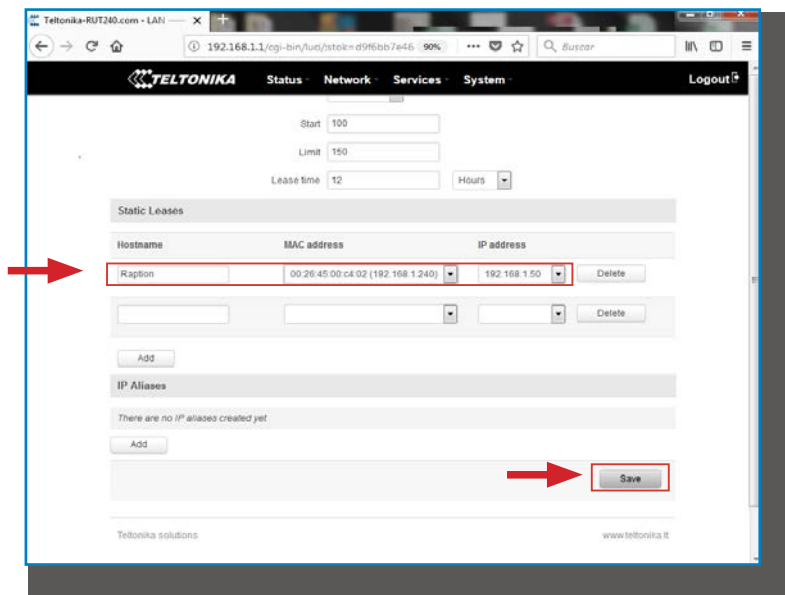 Teltonika-RUT240.com - LAN
192.168.1.1/cgi-bin/luci/;stok=d9f6bb7e46 90% Buscar
TELTONIKA Status Network Services System Logout
Start 100
Limit 150
Lease time 12 Hours
Static Leases
Hostname MAC address IP address
Raption 00:26:45:00:c4:02 (192.168.1.240) 192.168.1.50 Delete
Delete
Add
IP Aliases
There are no IP aliases created yet
Add
Save
Teltonika solutions www.teltonika.lt